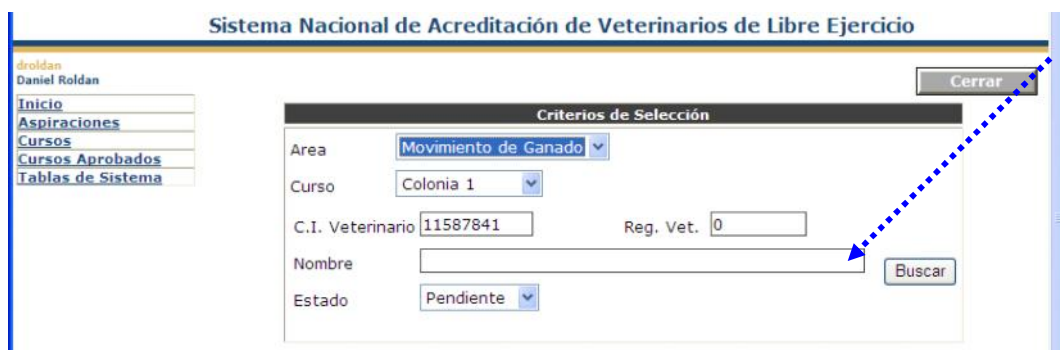 Sistema Nacional de Acreditación de Veterinarios de Libre Ejercicio
droldan
Daniel Roldan
Cerrar
Inicio
Aspiraciones
Cursos
Cursos Aprobados
Tablas de Sistema
Criterios de Selección
Area Movimiento de Ganado
Curso Colonia 1
C.I. Veterinario 11587841 Reg. Vet. 0
Nombre
Buscar
Estado Pendiente